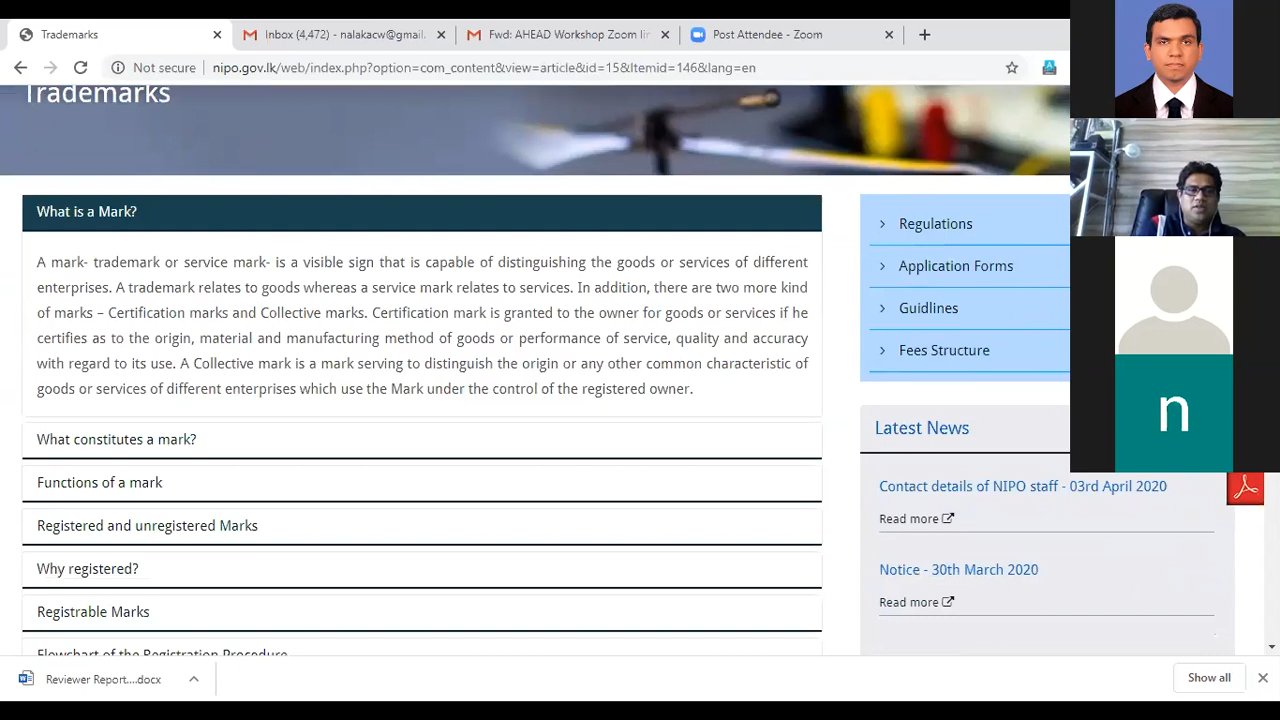 Trademarks
Inbox (4,472) - nalakacw@gmail.
Fwd: AHEAD Workshop Zoom lin
Post Attendee - Zoom
Not secure
nipo.gov.lk/web/index.php?option=com_content&view=article&id=15&Itemid=146&lang=en
Trademarks
What is a Mark?
A mark- trademark or service mark- is a visible sign that is capable of distinguishing the goods or services of different
enterprises. A trademark relates to goods whereas a service mark relates to services. In addition, there are two more kind
of marks – Certification marks and Collective marks. Certification mark is granted to the owner for goods or services if he
certifies as to the origin, material and manufacturing method of goods or performance of service, quality and accuracy
with regard to its use. A Collective mark is a mark serving to distinguish the origin or any other common characteristic of
goods or services of different enterprises which use the Mark under the control of the registered owner.
What constitutes a mark?
Functions of a mark
Registered and unregistered Marks
Why registered?
Registrable Marks
Flowchart of the Registration Procedure
Regulations
Application Forms
Guidlines
Fees Structure
Latest News
Contact details of NIPO staff - 03rd April 2020
Read more
Notice - 30th March 2020
Read more
n
Reviewer Report....docx
Show all